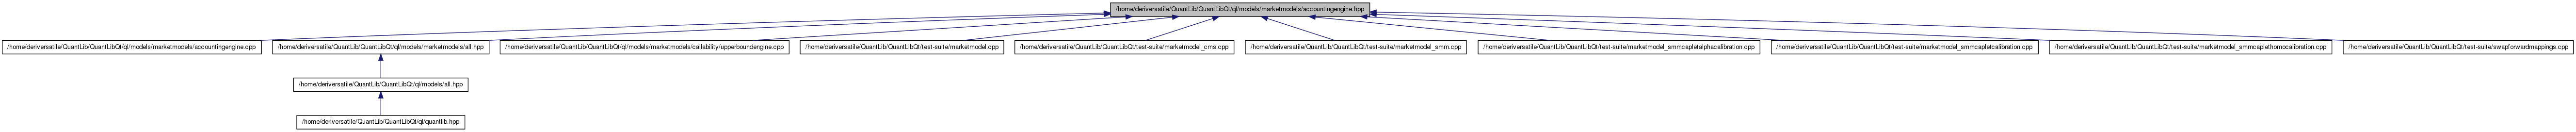 /home/deriversatile/QuantLib/QuantLibQt/ql/models/marketmodels/accountingengine.hpp
/home/deriversatile/QuantLib/QuantLibQt/ql/models/marketmodels/accountingengine.cpp
/home/deriversatile/QuantLib/QuantLibQt/ql/models/marketmodels/all.hpp
/home/deriversatile/QuantLib/QuantLibQt/ql/models/marketmodels/callability/upperboundengine.cpp
/home/deriversatile/QuantLib/QuantLibQt/test-suite/marketmodel.cpp
/home/deriversatile/QuantLib/QuantLibQt/test-suite/marketmodel_cms.cpp
/home/deriversatile/QuantLib/QuantLibQt/test-suite/marketmodel_smm.cpp
/home/deriversatile/QuantLib/QuantLibQt/test-suite/marketmodel_smmcapletalphacalibration.cpp
/home/deriversatile/QuantLib/QuantLibQt/test-suite/marketmodel_smmcapletcalibration.cpp
/home/deriversatile/QuantLib/QuantLibQt/test-suite/marketmodel_smmcaplethomocalibration.cpp
/home/deriversatile/QuantLib/QuantLibQt/test-suite/swapforwardmappings.cpp
/home/deriversatile/QuantLib/QuantLibQt/ql/models/all.hpp
/home/deriversatile/QuantLib/QuantLibQt/ql/quantlib.hpp